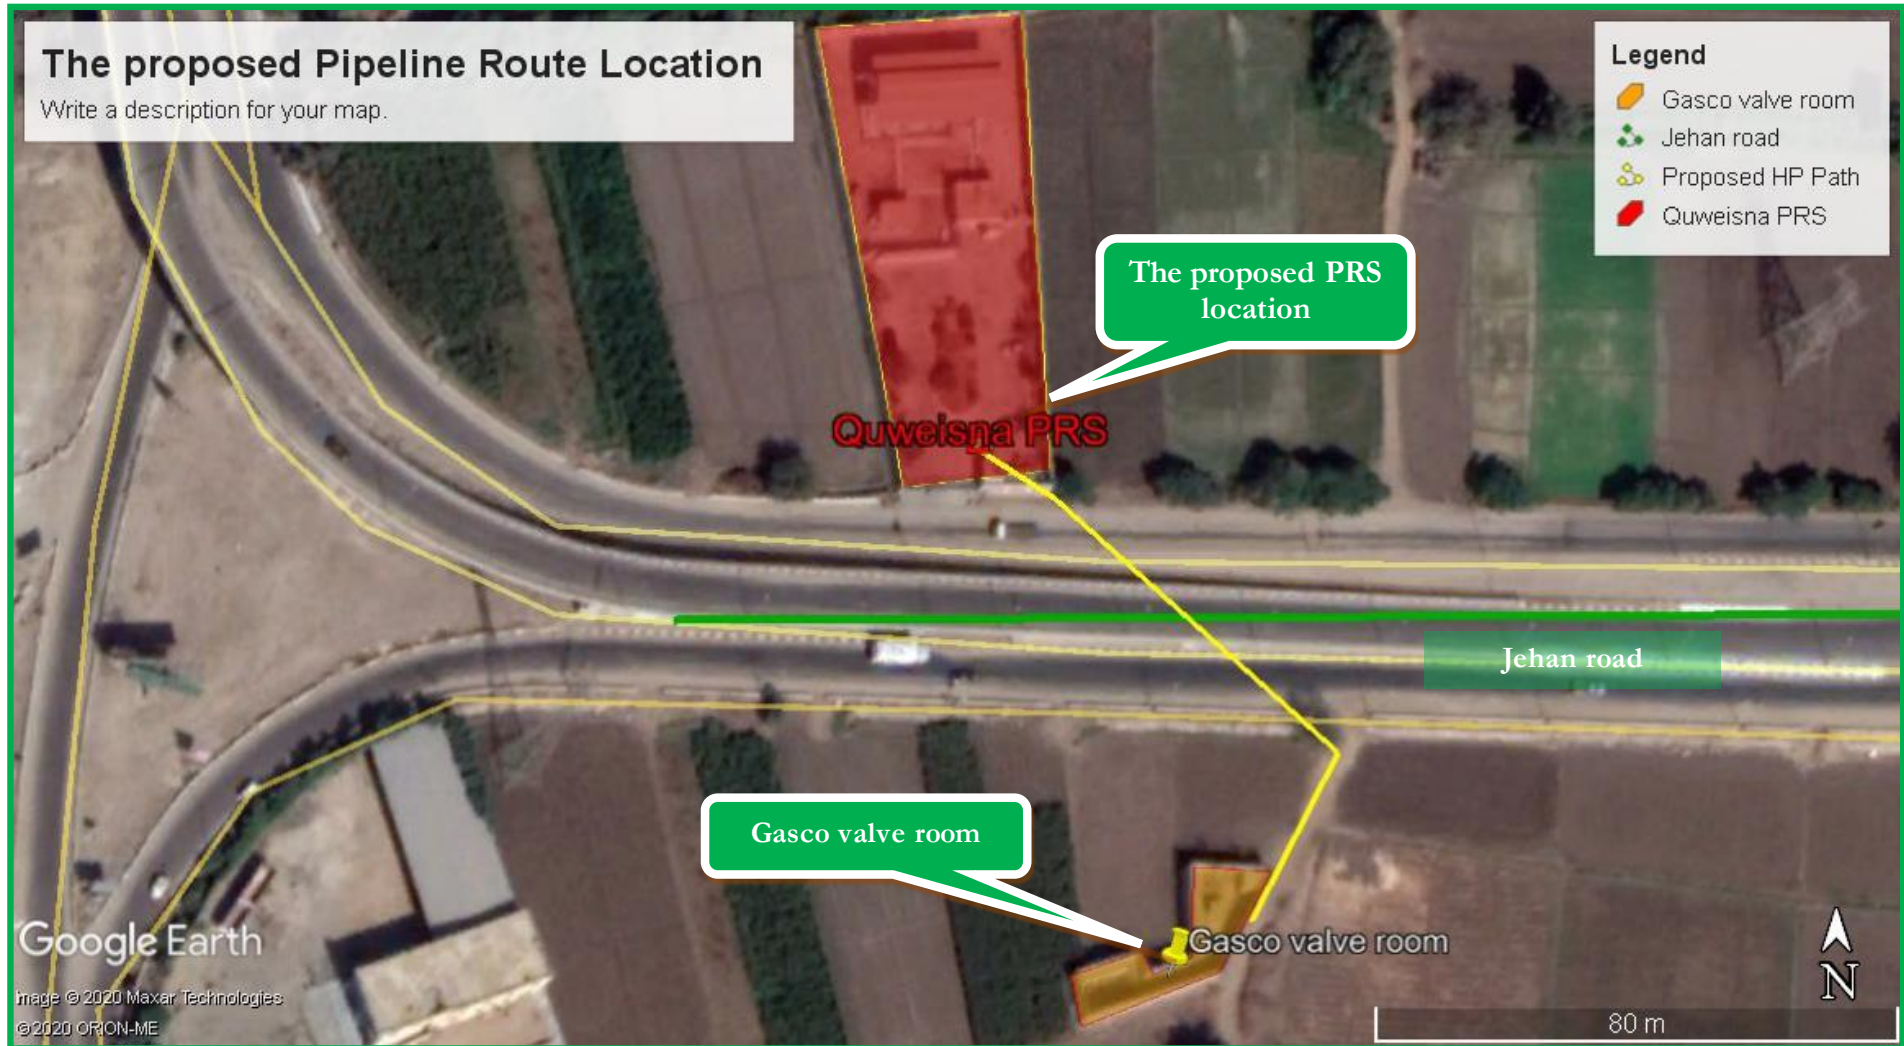 The proposed Pipeline Route Location
Write a description for your map.
Legend
Gasco valve room
Jehan road
Proposed HP Path
Quweisna PRS
The proposed PRS
location
Quweisna PRS
Jehan road
Gasco valve room
Gasco valve room
Google Earth
Image © 2020 Maxar Technologies
© 2020 ORION-ME
N
80 m